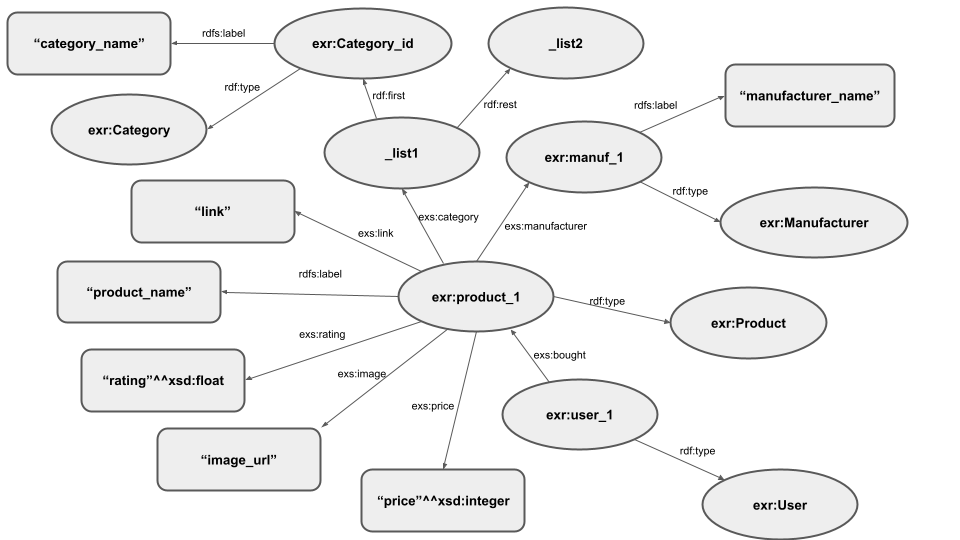 “category_name”
rdfs:label
exr:Category_id
_list2
rdf:type
rdf:first
rdf:rest
rdfs:label
“manufacturer_name”
exr:Category
_list1
exr:manuf_1
rdf:type
“link”
exs:link
exs:category
exs:manufacturer
exr:Manufacturer
rdfs:label
“product_name”
exr:product_1
rdf:type
exr:Product
exs:rating
“rating”^^xsd:float
exs:image
exs:bought
exs:price
exr:user_1
“image_url”
rdf:type
“price”^^xsd:integer
exr:User